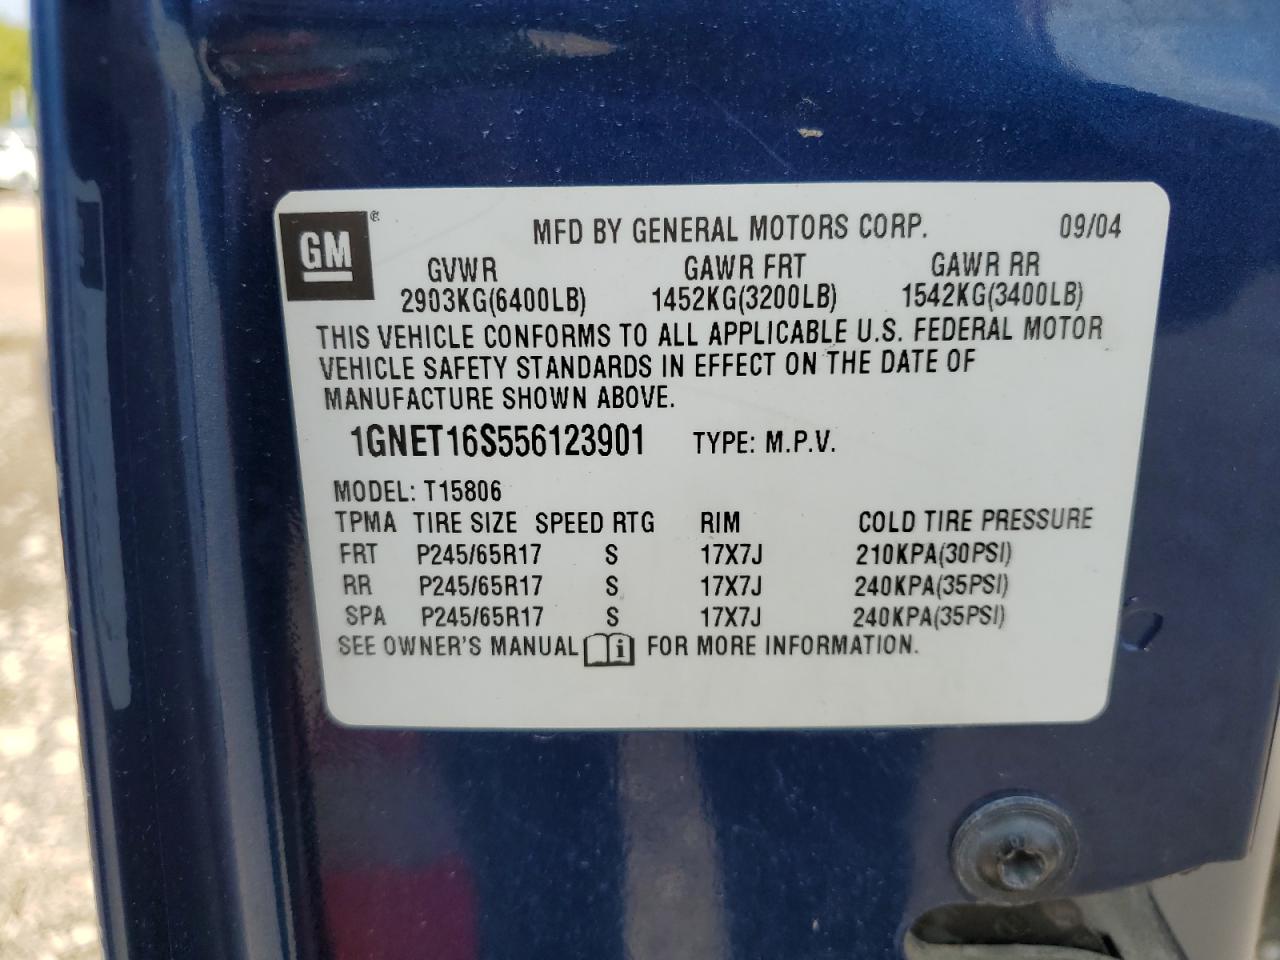 GM ® MFD BY GENERAL MOTORS CORP. 09/04
GVWR GAWR FRT GAWR RR
2903KG(6400LB) 1452KG(3200LB) 1542KG(3400LB)
THIS VEHICLE CONFORMS TO ALL APPLICABLE U.S. FEDERAL MOTOR
VEHICLE SAFETY STANDARDS IN EFFECT ON THE DATE OF
MANUFACTURE SHOWN ABOVE.
1GNET16S556123901 TYPE: M.P.V.
MODEL: T15806
TPMA TIRE SIZE SPEED RTG RIM COLD TIRE PRESSURE
FRT P245/65R17 S 17X7J 210KPA(30PSI)
RR P245/65R17 S 17X7J 240KPA(35PSI)
SPA P245/65R17 S 17X7J 240KPA(35PSI)
SEE OWNER'S MANUAL i FOR MORE INFORMATION.